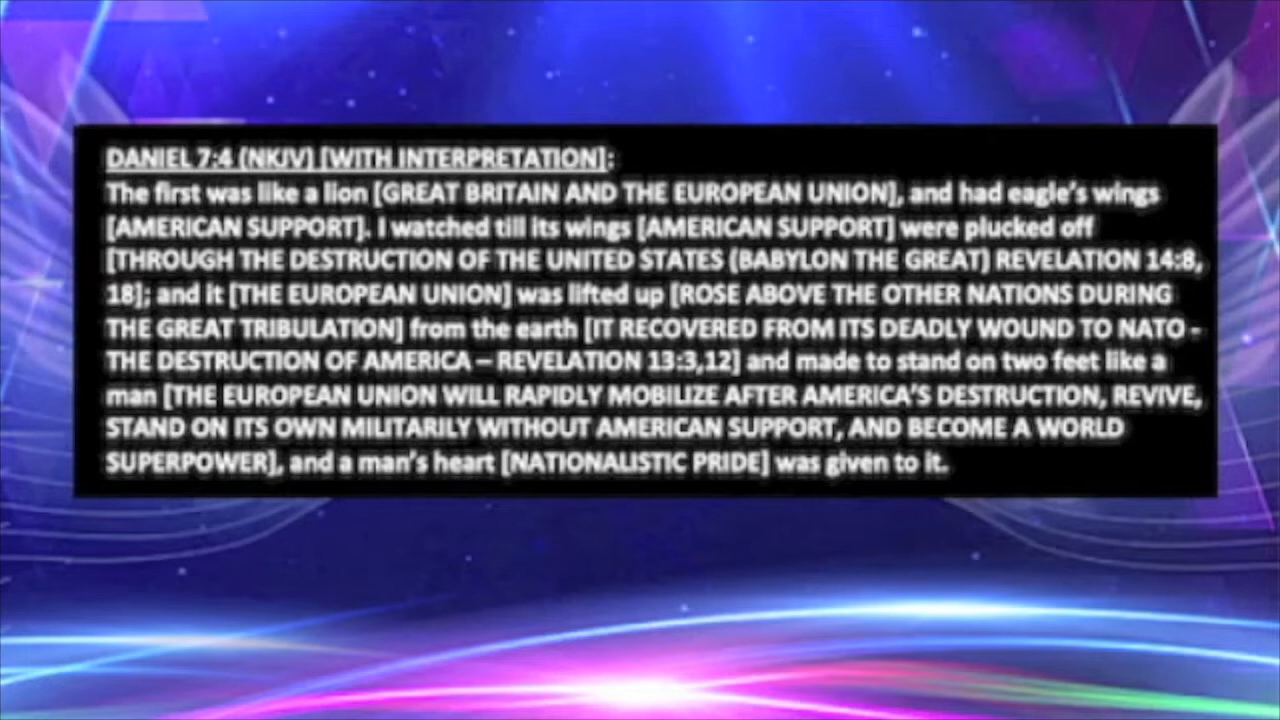 DANIEL 7:4 (NKJV) [WITH INTERPRETATION]:
The first was like a lion [GREAT BRITAIN AND THE EUROPEAN UNION], and had eagle's wings
[AMERICAN SUPPORT]. I watched till its wings [AMERICAN SUPPORT] were plucked off
[THROUGH THE DESTRUCTION OF THE UNITED STATES (BABYLON THE GREAT) REVELATION 14:8,
18]; and it [THE EUROPEAN UNION] was lifted up [ROSE ABOVE THE OTHER NATIONS DURING
THE GREAT TRIBULATION] from the earth [IT RECOVERED FROM ITS DEADLY WOUND TO NATO -
THE DESTRUCTION OF AMERICA – REVELATION 13:3,12] and made to stand on two feet like a
man [THE EUROPEAN UNION WILL RAPIDLY MOBILIZE AFTER AMERICA'S DESTRUCTION, REVIVE,
STAND ON ITS OWN MILITARILY WITHOUT AMERICAN SUPPORT, AND BECOME A WORLD
SUPERPOWER], and a man's heart [NATIONALISTIC PRIDE] was given to it.